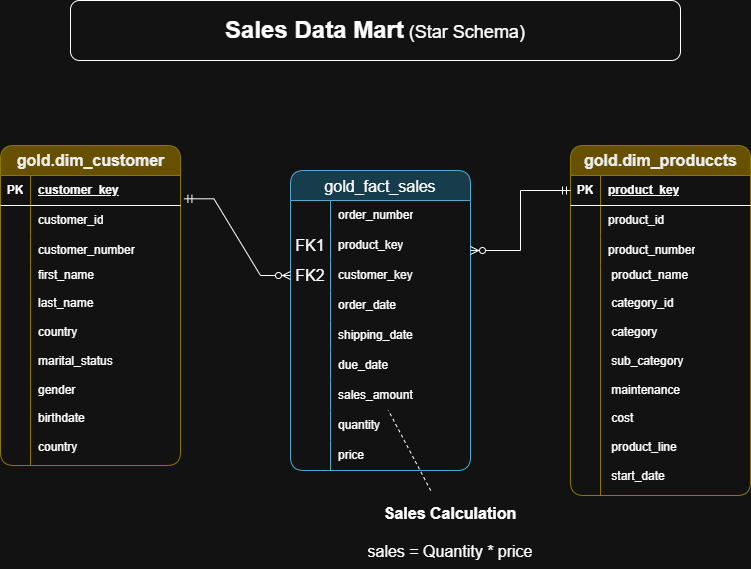 Sales Data Mart (Star Schema)
gold.dim_customer
PK customer_key
customer_id
customer_number
first_name
last_name
country
marital_status
gender
birthdate
country
gold_fact_sales
order_number
FK1 product_key
FK2 customer_key
order_date
shipping_date
due_date
sales_amount
quantity
price
Sales Calculation
sales = Quantity * price
gold.dim_produccts
PK product_key
product_id
product_number
product_name
category_id
category
sub_category
maintenance
cost
product_line
start_date